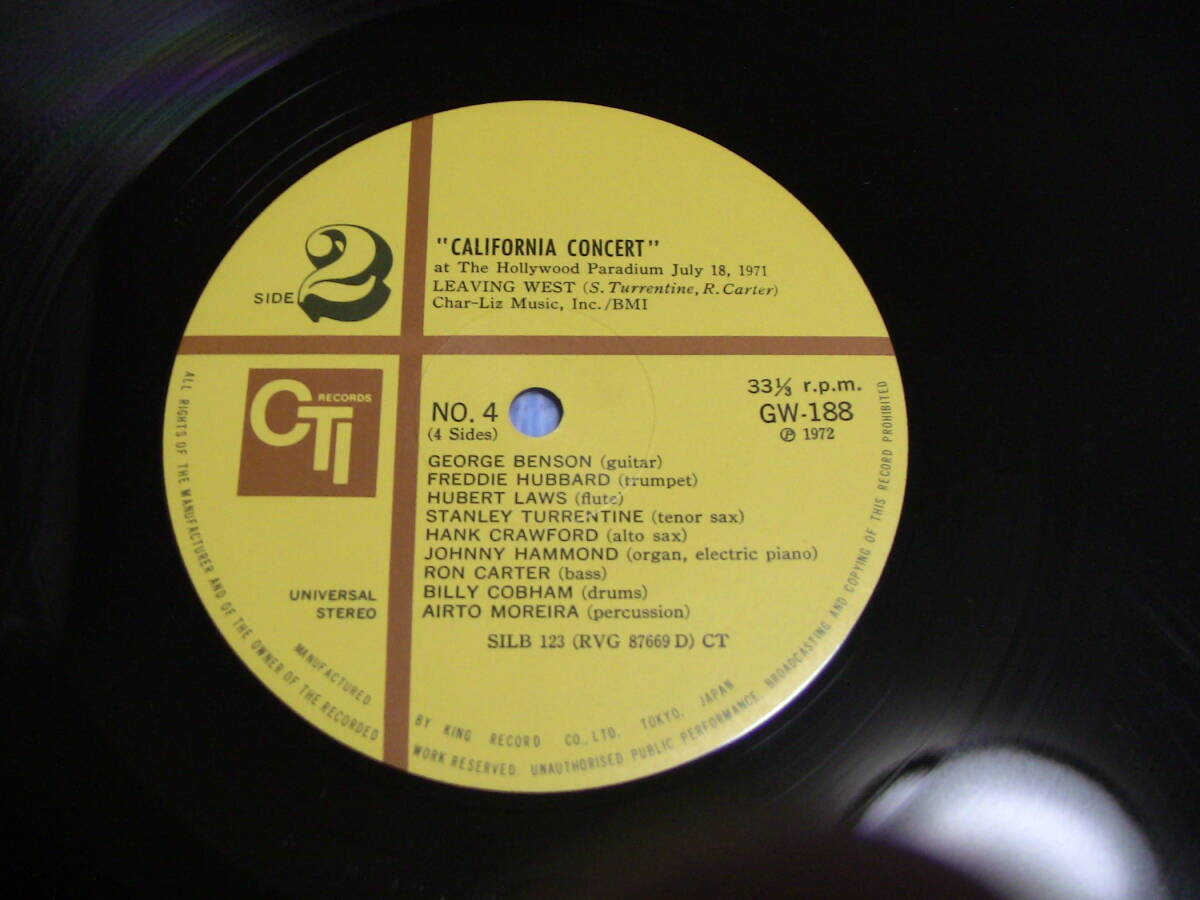 "CALIFORNIA CONCERT"
at The Hollywood Paradium July 18, 1971
LEAVING WEST (S. Turrentine, R. Carter)
Char-Liz Music, Inc./BMI
SIDE 2
CTI RECORDS
NO. 4
(4 Sides)
33⅓ r.p.m.
GW-188
Ⓟ 1972
GEORGE BENSON (guitar)
FREDDIE HUBBARD (trumpet)
HUBERT LAWS (flute)
STANLEY TURRENTINE (tenor sax)
HANK CRAWFORD (alto sax)
JOHNNY HAMMOND (organ, electric piano)
RON CARTER (bass)
BILLY COBHAM (drums)
AIRTO MOREIRA (percussion)
UNIVERSAL
STEREO
SILB 123 (RVG 87669 D) CT
MANUFACTURED BY KING RECORD CO., LTD. TOKYO, JAPAN
ALL RIGHTS OF THE MANUFACTURER AND OF THE OWNER OF THE RECORDED WORK RESERVED. UNAUTHORISED PUBLIC PERFORMANCE, BROADCASTING AND COPYING OF THIS RECORD PROHIBITED